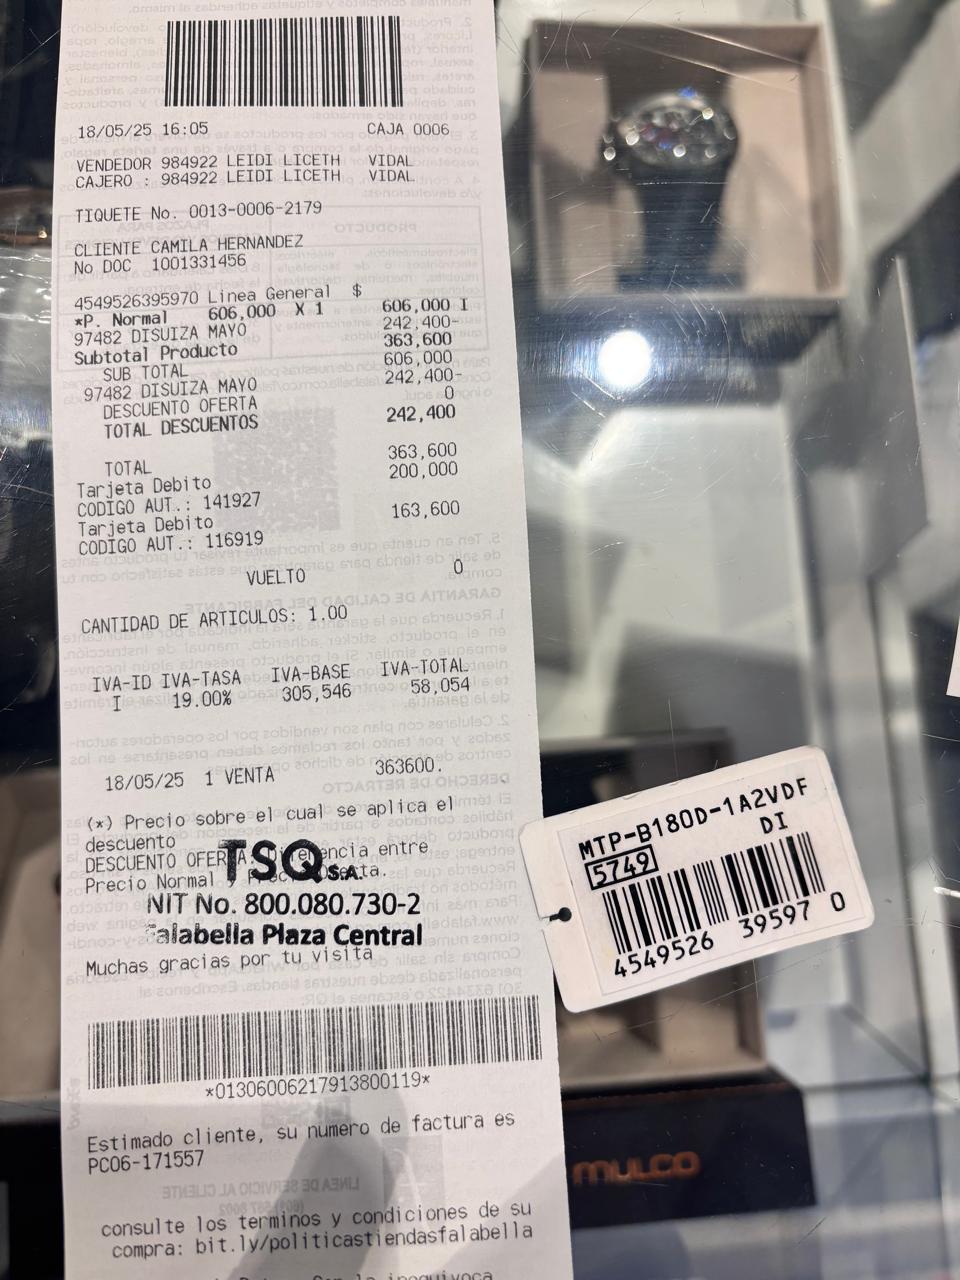 18/05/25 16:05 CAJA 0006
VENDEDOR 984922 LEIDI LICETH VIDAL
CAJERO : 984922 LEIDI LICETH VIDAL
TIQUETE No. 0013-0006-2179
CLIENTE CAMILA HERNANDEZ
No DOC 1001331456
4549526395970 Linea General $
*P. Normal 606,000 X 1 606,000 I
97482 DISUIZA MAYO 242,400-
Subtotal Producto 363,600
SUB TOTAL 606,000
97482 DISUIZA MAYO 242,400-
DESCUENTO OFERTA 0
TOTAL DESCUENTOS 242,400
TOTAL 363,600
Tarjeta Debito 200,000
CODIGO AUT.: 141927
Tarjeta Debito 163,600
CODIGO AUT.: 116919
VUELTO 0
CANTIDAD DE ARTICULOS: 1.00
IVA-ID IVA-TASA IVA-BASE IVA-TOTAL
I 19.00% 305,546 58,054
18/05/25 1 VENTA 363600.
(*) Precio sobre el cual se aplica el
descuento
DESCUENTO OFERTA entre
Precio Normal y
TSQ S.A.
NIT No. 800.080.730-2
Falabella Plaza Central
Muchas gracias por tu visita
*01306006217913800119*
Estimado cliente, su numero de factura es
PC06-171557
consulte los terminos y condiciones de su
compra: bit.ly/politicastiendasfalabella
MTP-B180D-1A2VDF
DI
5749
4549526 39597 0
MULCO